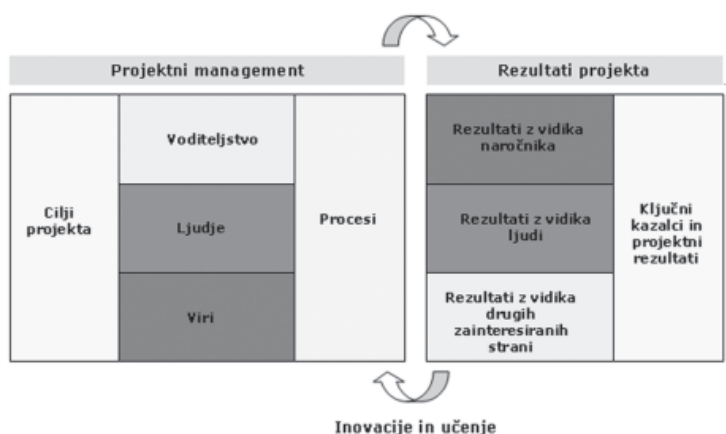 Projektni management
Rezultati projekta
Cilji
projekta
Voditeljstvo
Ljudje
Viri
Procesi
Rezultati z vidika
naročnika
Rezultati z vidika
ljudi
Rezultati z vidika
drugih
zainteresiranih
strani
Ključni
kazalci in
projektni
rezultati
Inovacije in učenje